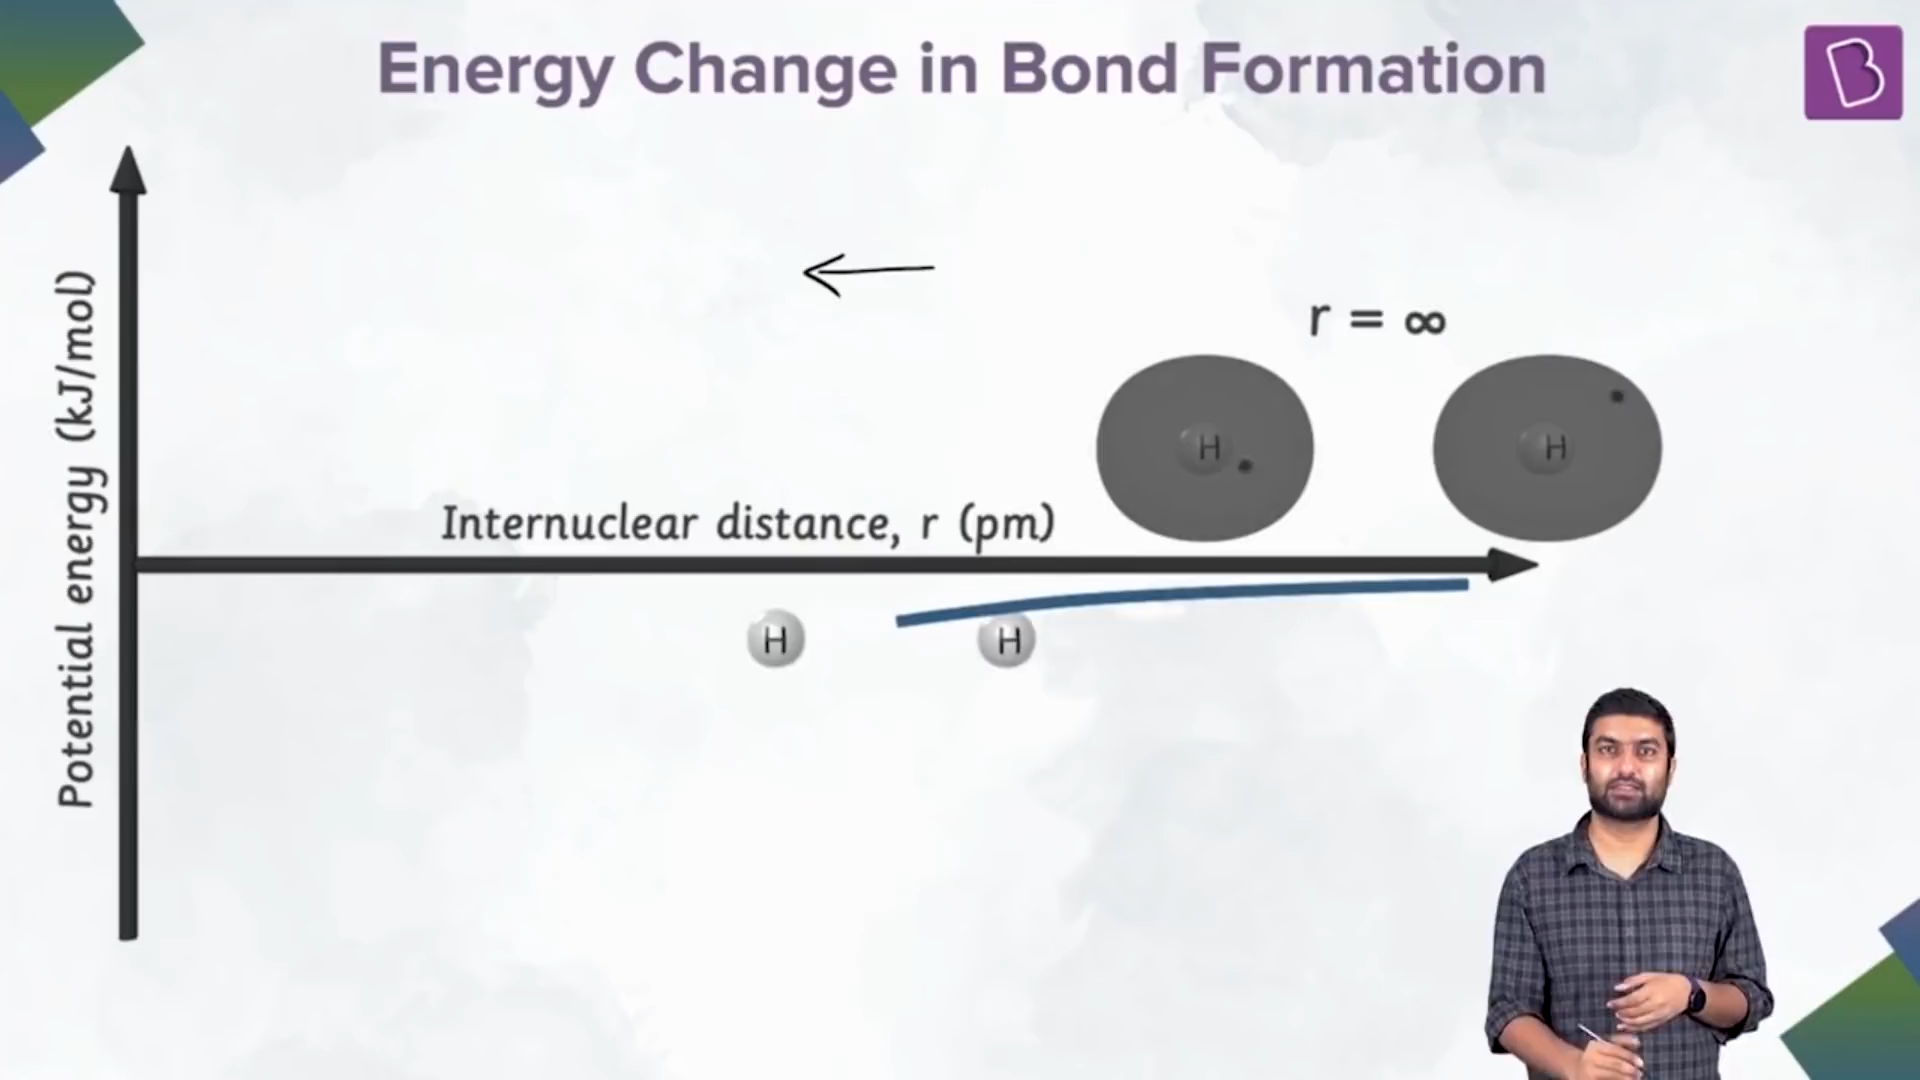 Energy Change in Bond Formation
B
Potential energy (kJ/mol)
r = ∞
H
H
Internuclear distance, r (pm)
H
H